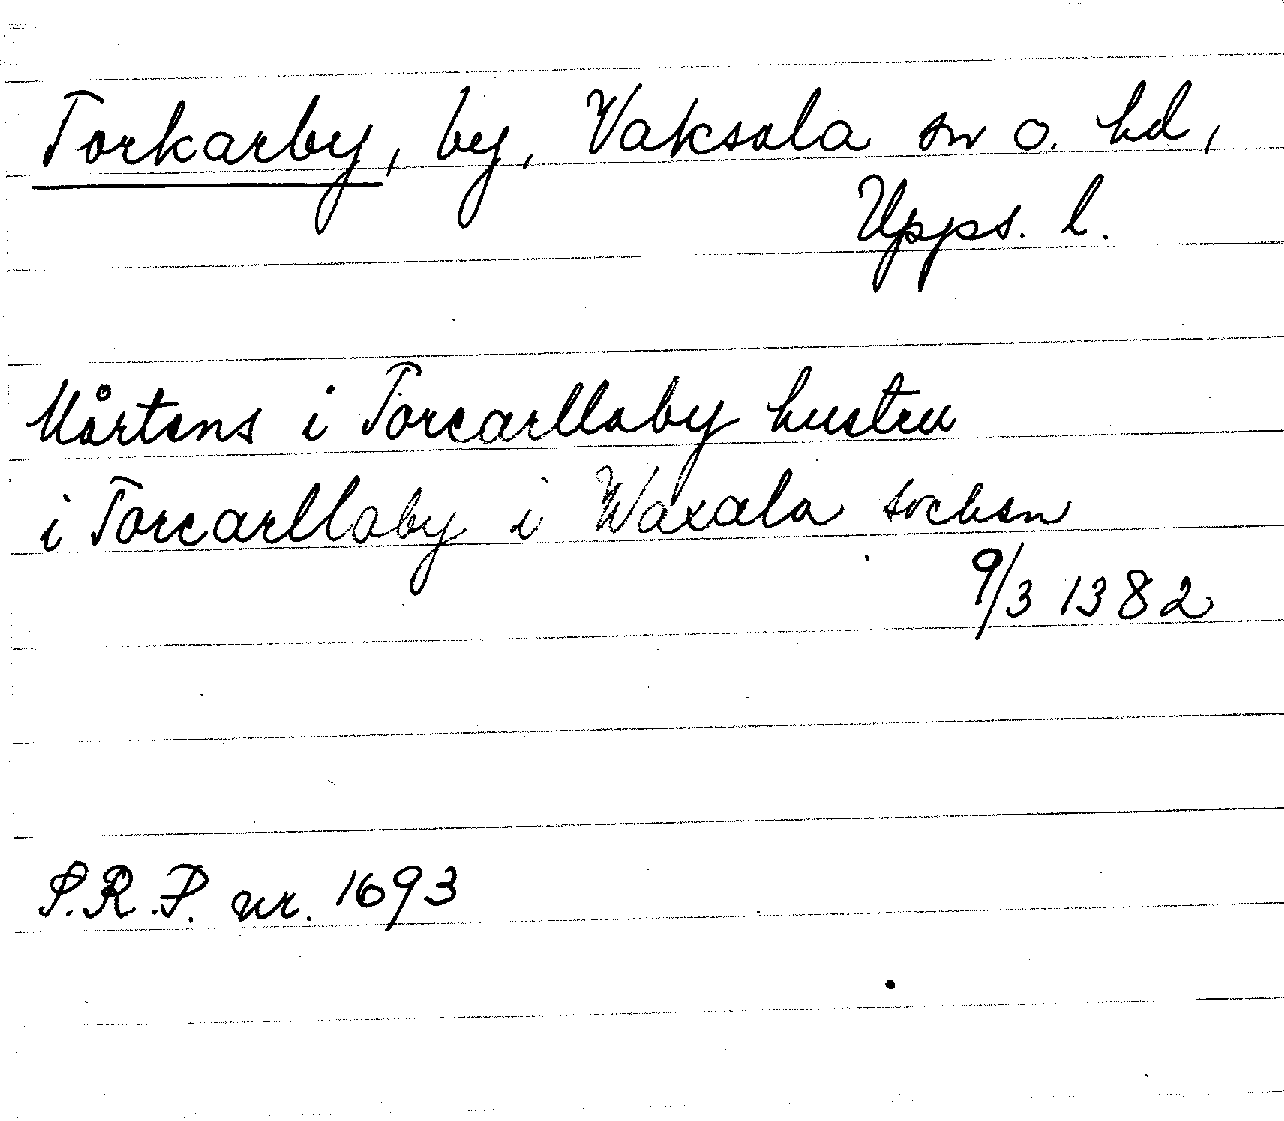 Torkarby, by, Vaksala sn o. hd,
Upps. l.
Mårtens i Torcarllaby hustru
i Torcarllaby i Waxala sochen
9/3 1382
S.R.P. nr. 1693